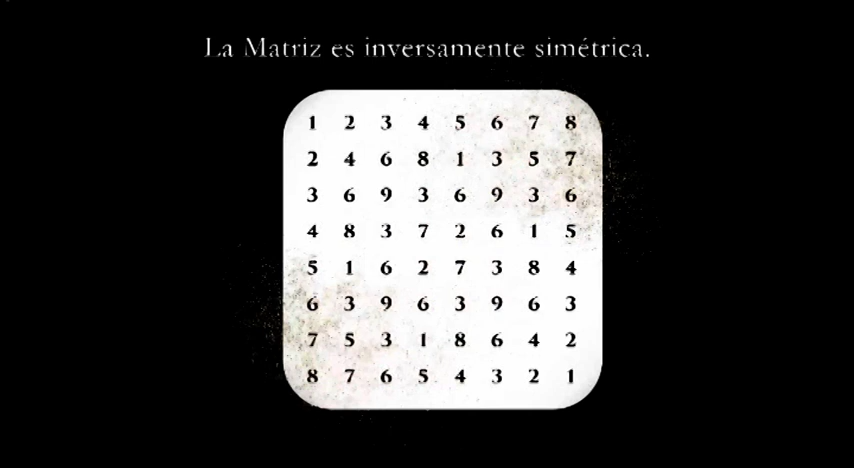 La Matriz es inversamente simétrica.
1 2 3 4 5 6 7 8
2 4 6 8 1 3 5 7
3 6 9 3 6 9 3 6
4 8 3 7 2 6 1 5
5 1 6 2 7 3 8 4
6 3 9 6 3 9 6 3
7 5 3 1 8 6 4 2
8 7 6 5 4 3 2 1